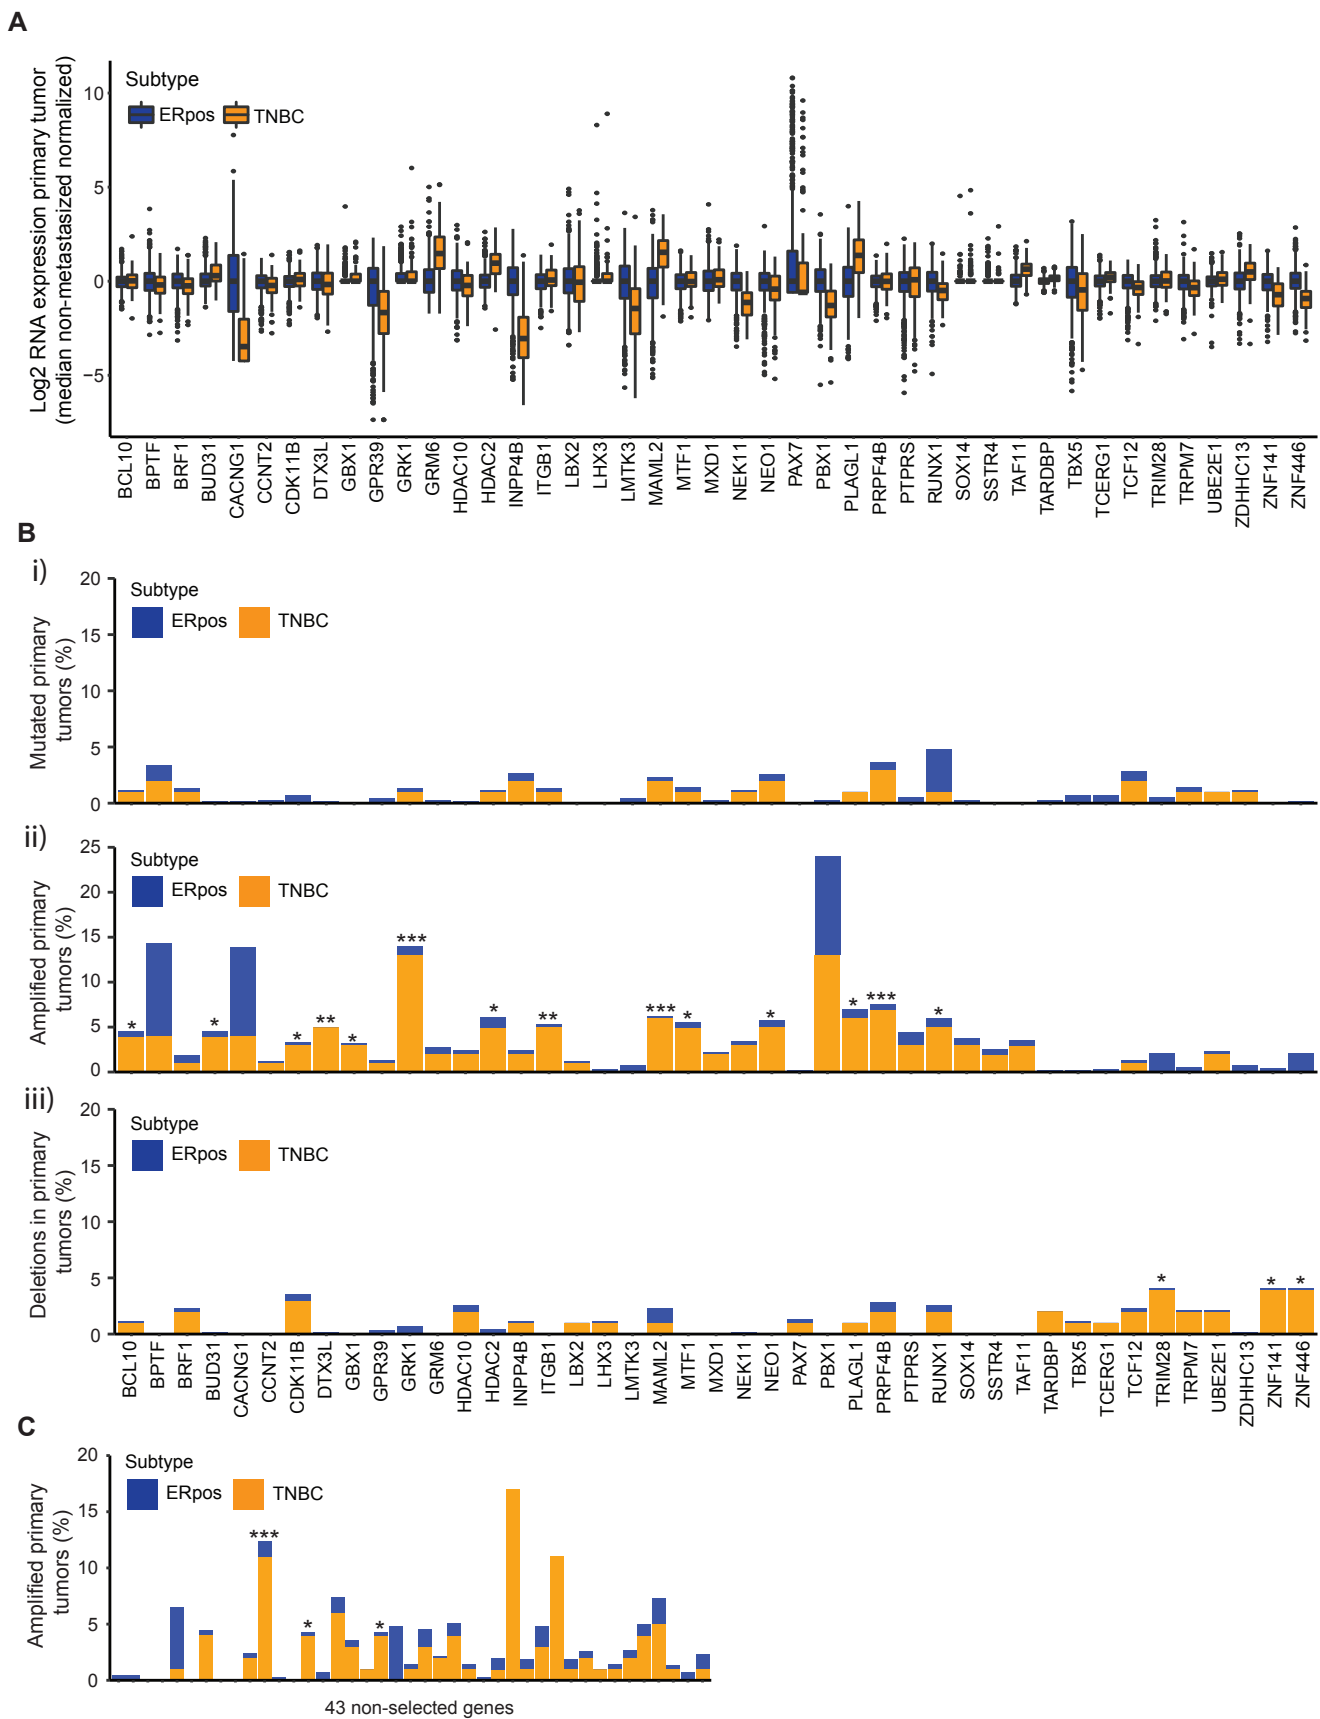 A
Log2 RNA expression primary tumor
(median non-metastasized normalized)
Subtype
ERpos TNBC
10
5
0
−5
BCL10 BPTF BRF1 BUD31 CACNG1 CCNT2 CDK11B DTX3L GBX1 GPR39 GRK1 GRM6 HDAC10 HDAC2 INPP4B ITGB1 LBX2 LHX3 LMTK3 MAML2 MTF1 MXD1 NEK11 NEO1 PAX7 PBX1 PLAGL1 PRPF4B PTPRS RUNX1 SOX14 SSTR4 TAF11 TARDBP TBX5 TCERG1 TCF12 TRIM28 TRPM7 UBE2E1 ZDHHC13 ZNF141 ZNF446
B
i)
Mutated primary
tumors (%)
Subtype
ERpos TNBC
20
15
10
5
0
ii)
Amplified primary
tumors (%)
Subtype
ERpos TNBC
25
20
15
10
5
0
* * * ** * *** * ** *** * * * *** *
iii)
Deletions in primary
tumors (%)
Subtype
ERpos TNBC
20
15
10
5
0
* * *
BCL10 BPTF BRF1 BUD31 CACNG1 CCNT2 CDK11B DTX3L GBX1 GPR39 GRK1 GRM6 HDAC10 HDAC2 INPP4B ITGB1 LBX2 LHX3 LMTK3 MAML2 MTF1 MXD1 NEK11 NEO1 PAX7 PBX1 PLAGL1 PRPF4B PTPRS RUNX1 SOX14 SSTR4 TAF11 TARDBP TBX5 TCERG1 TCF12 TRIM28 TRPM7 UBE2E1 ZDHHC13 ZNF141 ZNF446
C
Amplified primary
tumors (%)
Subtype
ERpos TNBC
20
15
10
5
0
*** * *
43 non-selected genes